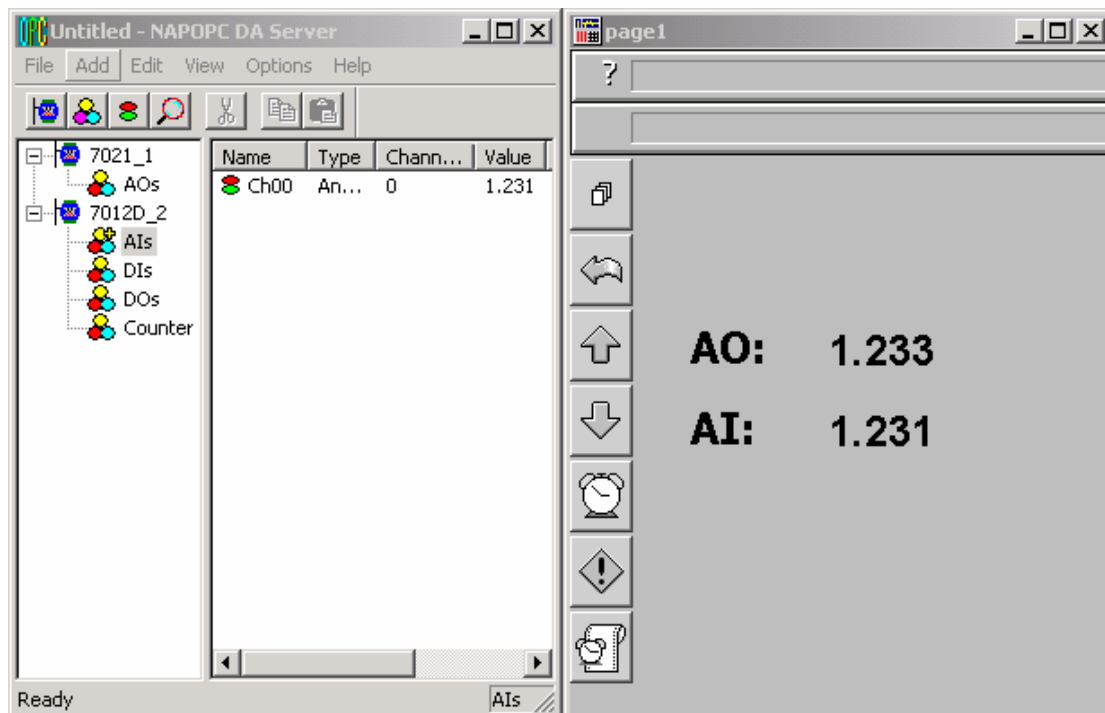 OPC Untitled - NAPOPC DA Server
File Add Edit View Options Help
7021_1
AOs
7012D_2
AIs
DIs
DOs
Counter
Name Type Chann... Value
Ch00 An... 0 1.231
Ready AIs
page1
?
AO: 1.233
AI: 1.231